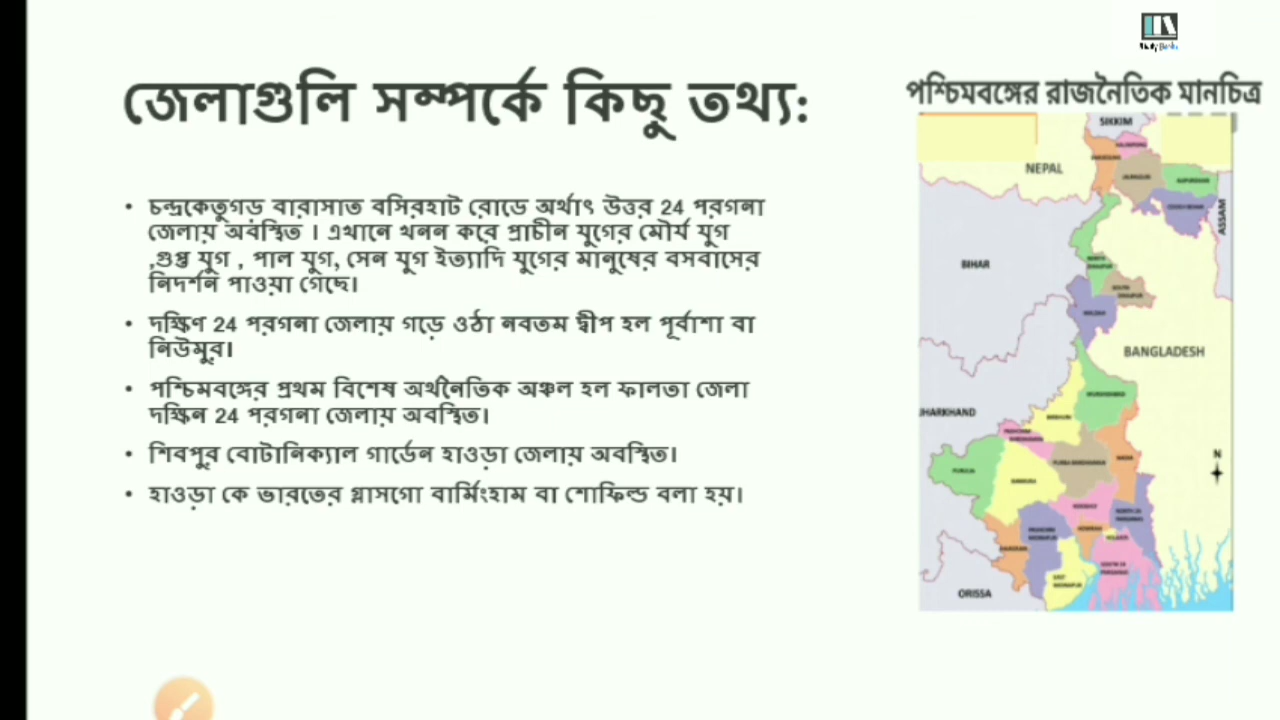 জেলাগুলি সম্পর্কে কিছু তথ্য:
পশ্চিমবঙ্গের রাজনৈতিক মানচিত্র
• চন্দ্রকেতুগড় বারাসাত বসিরহাট রোডে অর্থাৎ উত্তর 24 পরগনা
জেলায় অবস্থিত । এখানে খনন করে প্রাচীন যুগের মৌর্য যুগ
,গুপ্ত যুগ , পাল যুগ, সেন যুগ ইত্যাদি যুগের মানুষের বসবাসের
নিদর্শন পাওয়া গেছে।
• দক্ষিণ 24 পরগনা জেলায় গড়ে ওঠা নবতম দ্বীপ হল পূর্বাশা বা
নিউমুর।
• পশ্চিমবঙ্গের প্রথম বিশেষ অর্থনৈতিক অঞ্চল হল ফালতা জেলা
দক্ষিন 24 পরগনা জেলায় অবস্থিত।
• শিবপুর বোটানিক্যাল গার্ডেন হাওড়া জেলায় অবস্থিত।
• হাওড়া কে ভারতের গ্লাসগো বার্মিংহাম বা শোফিল্ড বলা হয়।
SIKKIM
NEPAL
ASSAM
BIHAR
BANGLADESH
JHARKHAND
N
ORISSA